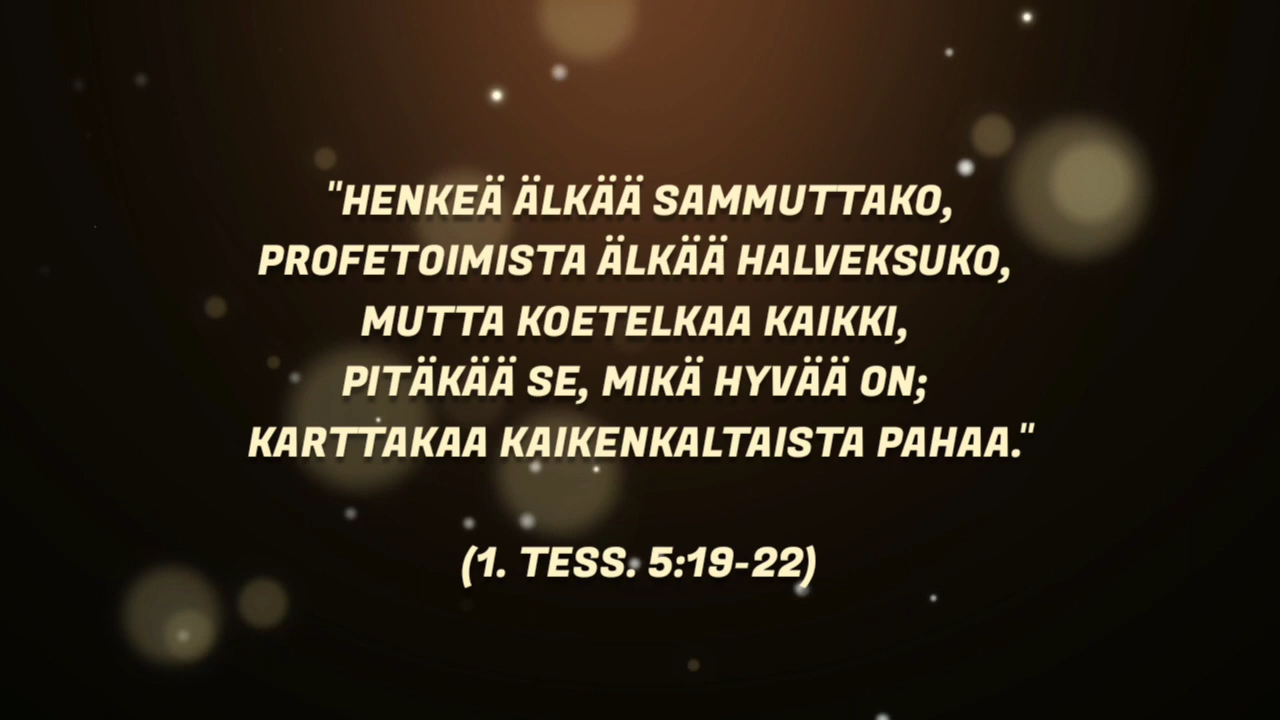 "HENKEÄ ÄLKÄÄ SAMMUTTAKO,
PROFETOIMISTA ÄLKÄÄ HALVEKSUKO,
MUTTA KOETELKAA KAIKKI,
PITÄKÄÄ SE, MIKÄ HYVÄÄ ON;
KARTTAKAA KAIKENKALTAISTA PAHAA."
(1. TESS. 5:19-22)